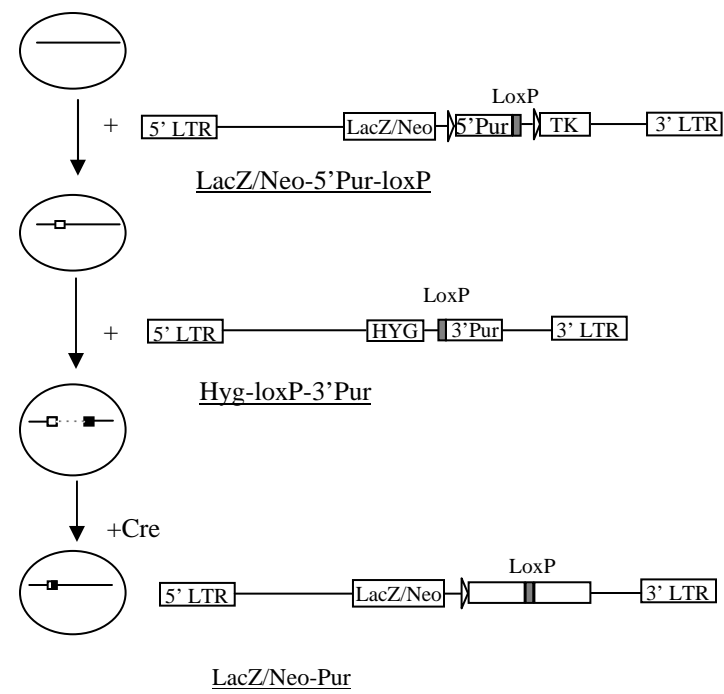 LoxP
+ 5' LTR LacZ/Neo 5'Pur TK 3' LTR
LacZ/Neo-5'Pur-loxP
LoxP
+ 5' LTR HYG 3'Pur 3' LTR
Hyg-loxP-3'Pur
+Cre
LoxP
5' LTR LacZ/Neo 3' LTR
LacZ/Neo-Pur